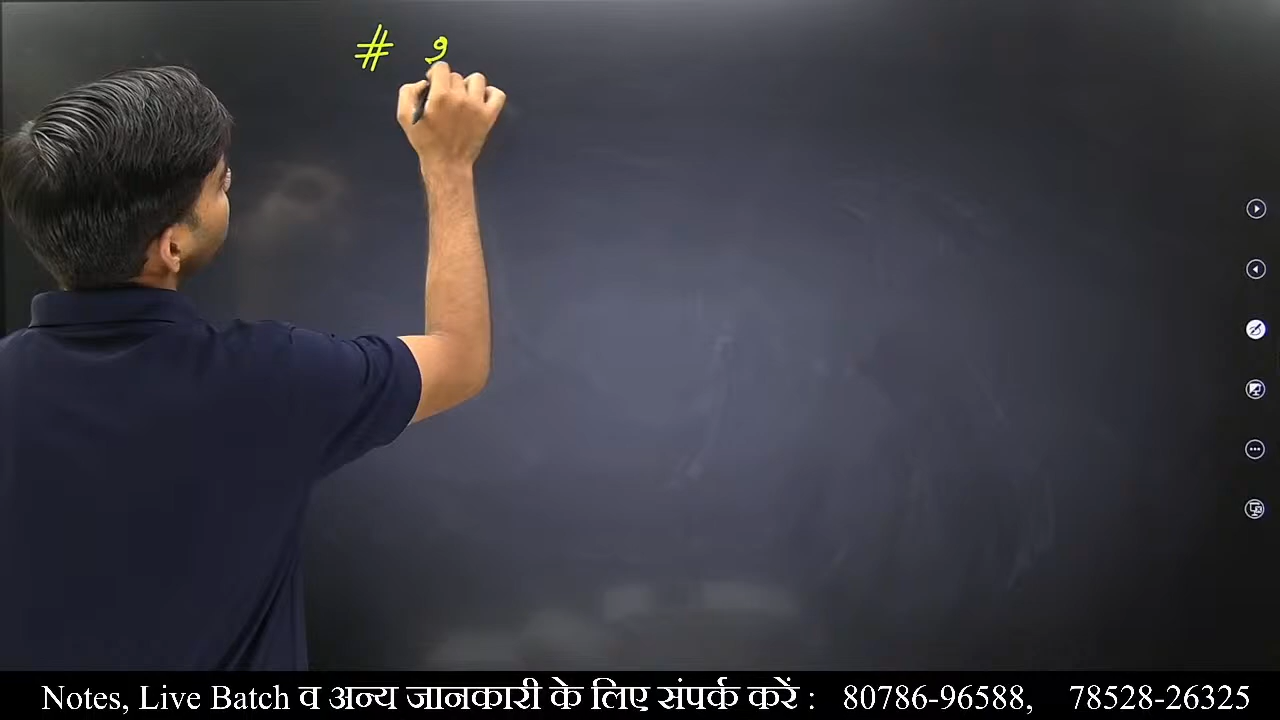 #
Notes, Live Batch व अन्य जानकारी के लिए संपर्क करें : 80786-96588, 78528-26325